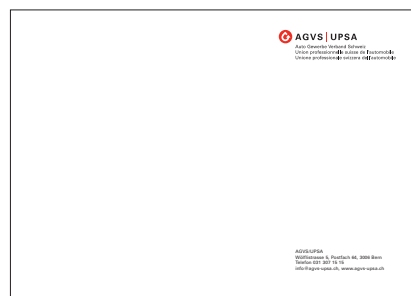 AGVS|UPSA
Auto Gewerbe Verband Schweiz
Union professionnelle suisse de l'automobile
Unione professionale svizzera dell'automobile
AGVS/UPSA
Wölflistrasse 5, Postfach 64, 3006 Bern
Telefon 031 307 15 15
info@agvs-upsa.ch, www.agvs-upsa.ch